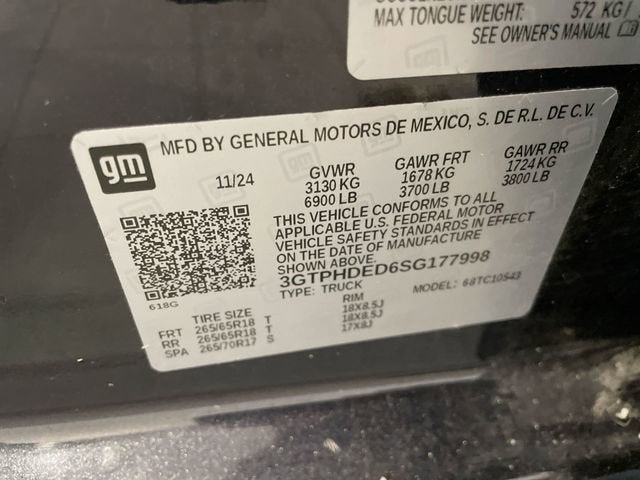 MAX TONGUE WEIGHT: 572 KG/
SEE OWNER'S MANUAL
gm
MFD BY GENERAL MOTORS DE MEXICO, S. DE R.L. DE C.V.
11/24
GVWR GAWR FRT GAWR RR
3130 KG 1678 KG 1724 KG
6900 LB 3700 LB 3800 LB
THIS VEHICLE CONFORMS TO ALL
APPLICABLE U.S. FEDERAL MOTOR
VEHICLE SAFETY STANDARDS IN EFFECT
ON THE DATE OF MANUFACTURE
SHOWN ABOVE.
3GTPHDED6SG177998
TYPE: TRUCK MODEL: 68TC10543
618G
TIRE SIZE RIM
FRT 265/65R18 T 18X8.5J
RR 265/65R18 T 18X8.5J
SPA 265/70R17 S 17X8J